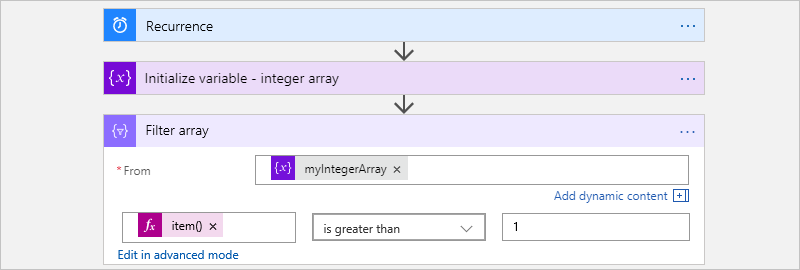 Recurrence
{x} Initialize variable - integer array
Filter array
* From
{x} myIntegerArray ×
Add dynamic content
fx item() ×
is greater than
1
Edit in advanced mode